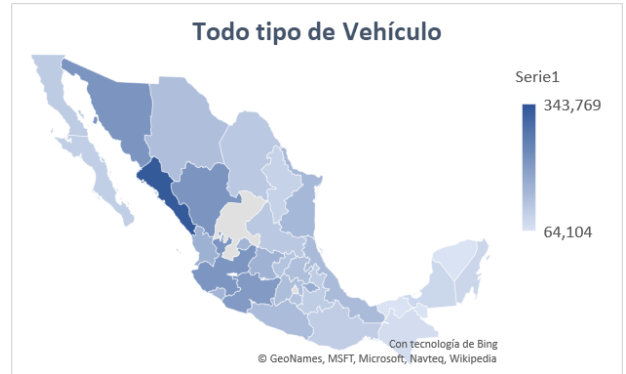 Todo tipo de Vehículo
Serie1
343,769
64,104
Con tecnología de Bing
© GeoNames, MSFT, Microsoft, Navteq, Wikipedia